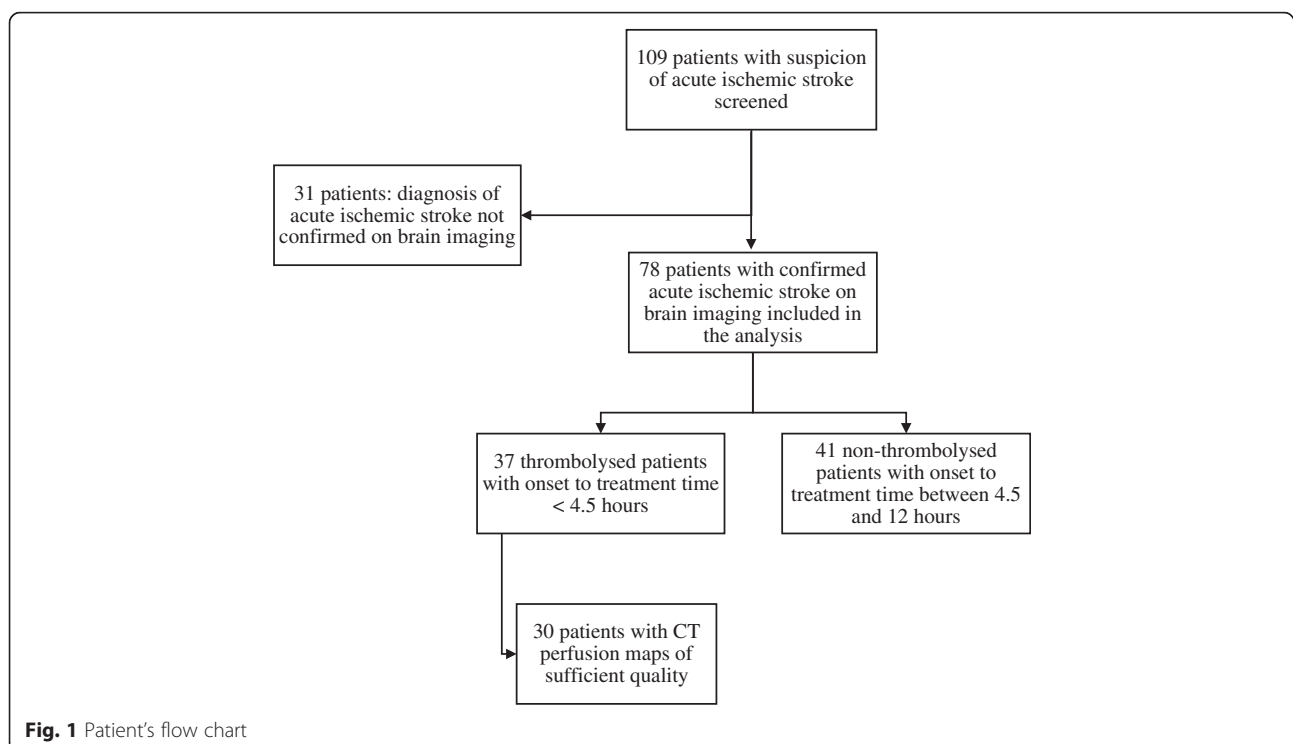 109 patients with suspicion
of acute ischemic stroke
screened
31 patients: diagnosis of
acute ischemic stroke not
confirmed on brain imaging
78 patients with confirmed
acute ischemic stroke on
brain imaging included in
the analysis
37 thrombolysed patients
with onset to treatment time
< 4.5 hours
41 non-thrombolysed
patients with onset to
treatment time between 4.5
and 12 hours
30 patients with CT
perfusion maps of
sufficient quality
Fig. 1 Patient's flow chart